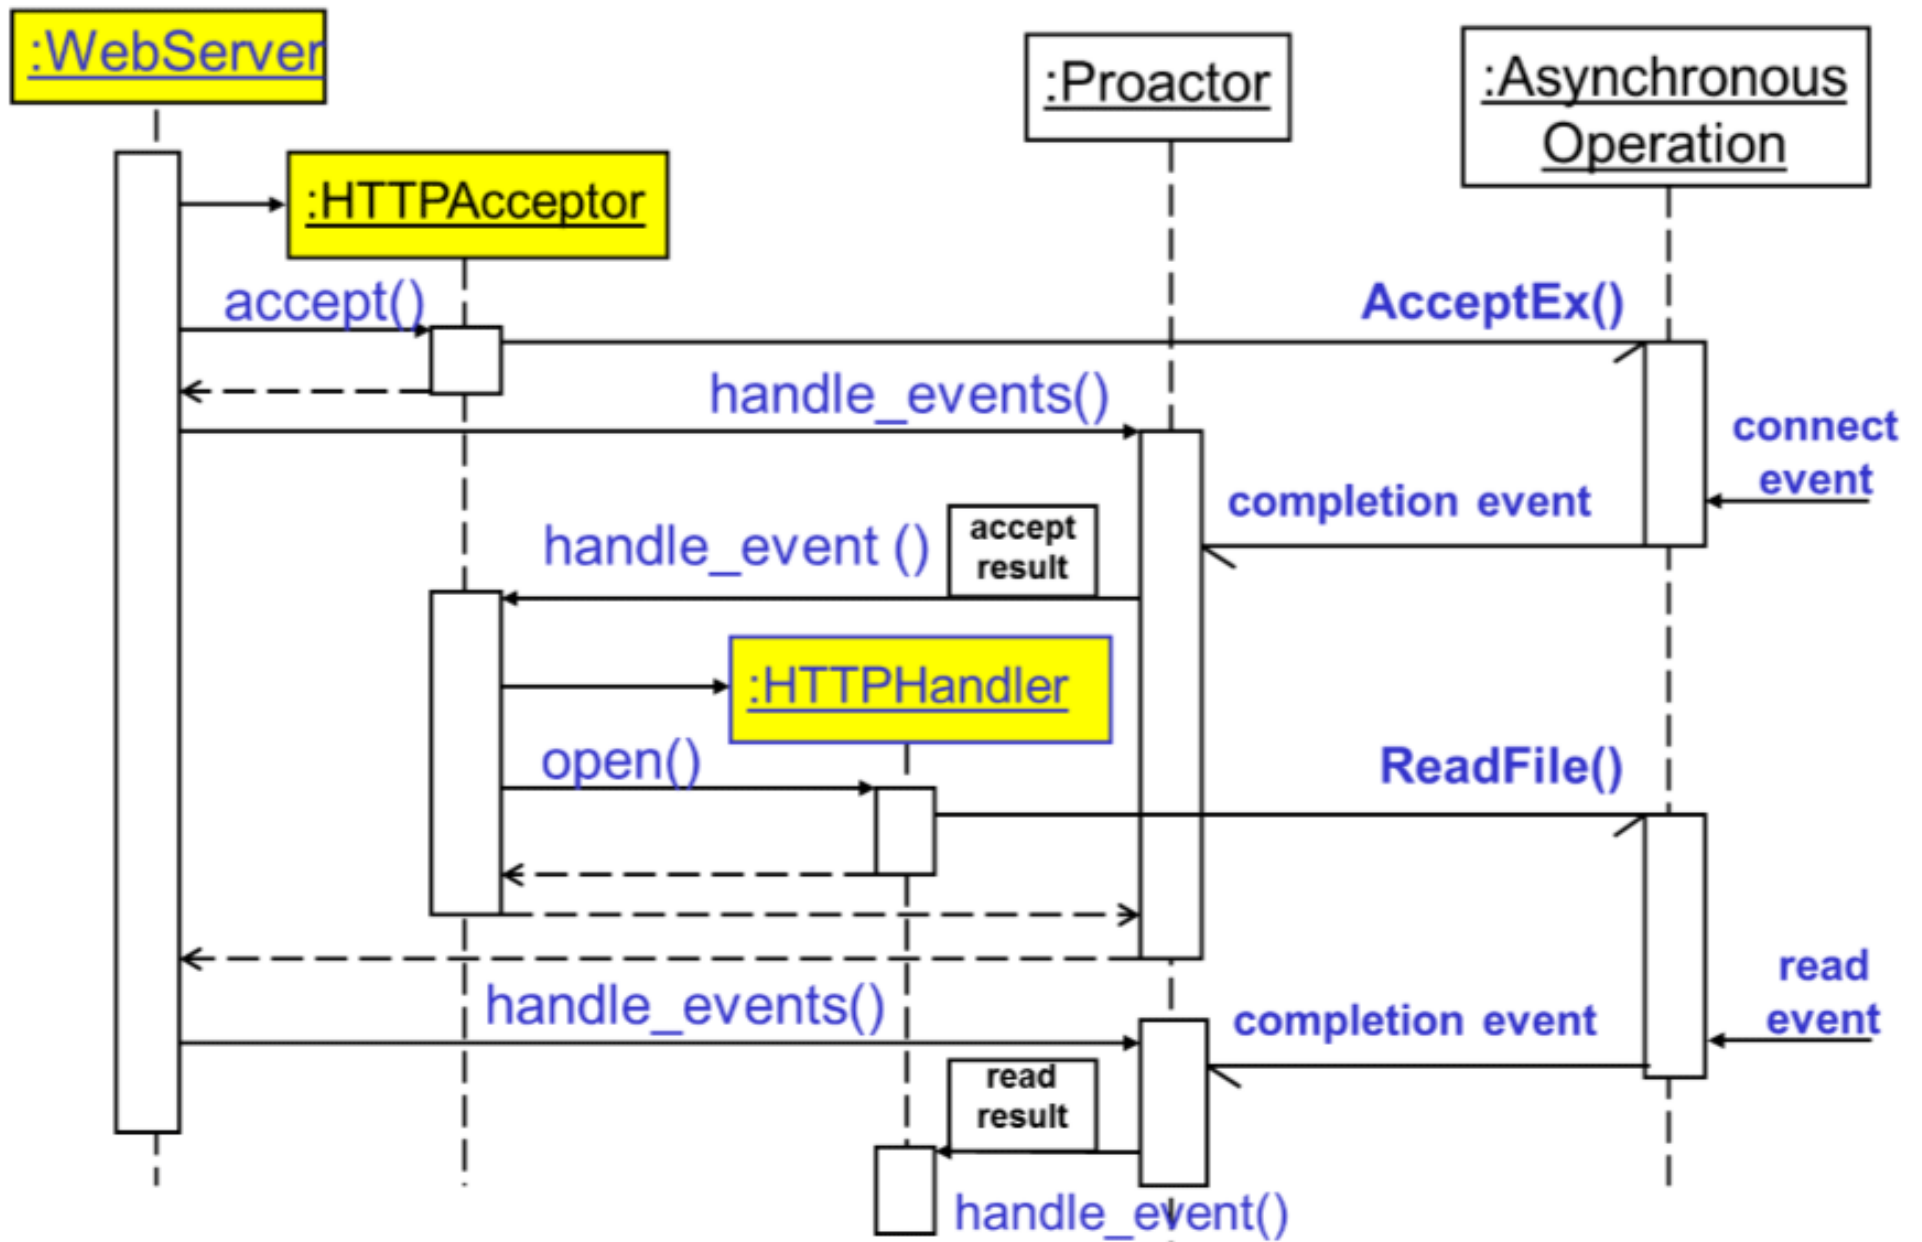 :WebServer
:Proactor
:Asynchronous
Operation
:HTTPAcceptor
accept()
AcceptEx()
handle_events()
connect
event
completion event
accept
result
handle_event ()
:HTTPHandler
open()
ReadFile()
read
event
handle_events()
completion event
read
result
handle_event()